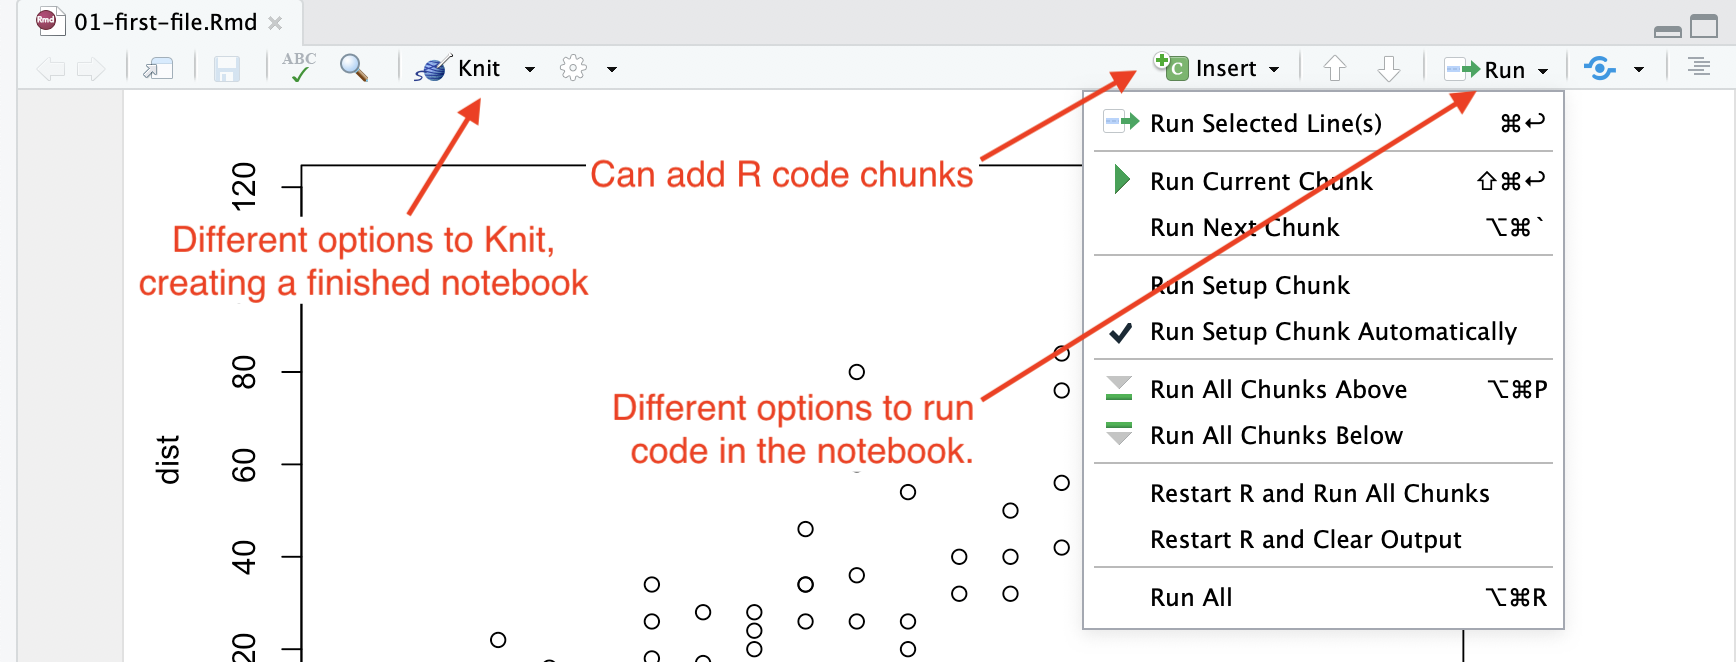 Rmd 01-first-file.Rmd ×
ABC Knit Insert Run
Run Selected Line(s) ⌘↩
Run Current Chunk ⇧⌘↩
Run Next Chunk ⌥⌘`
Run Setup Chunk
✓ Run Setup Chunk Automatically
Run All Chunks Above ⌥⌘P
Run All Chunks Below
Restart R and Run All Chunks
Restart R and Clear Output
Run All ⌥⌘R
Can add R code chunks
Different options to Knit,
creating a finished notebook
Different options to run
code in the notebook.
120
80
60
40
20
dist
C